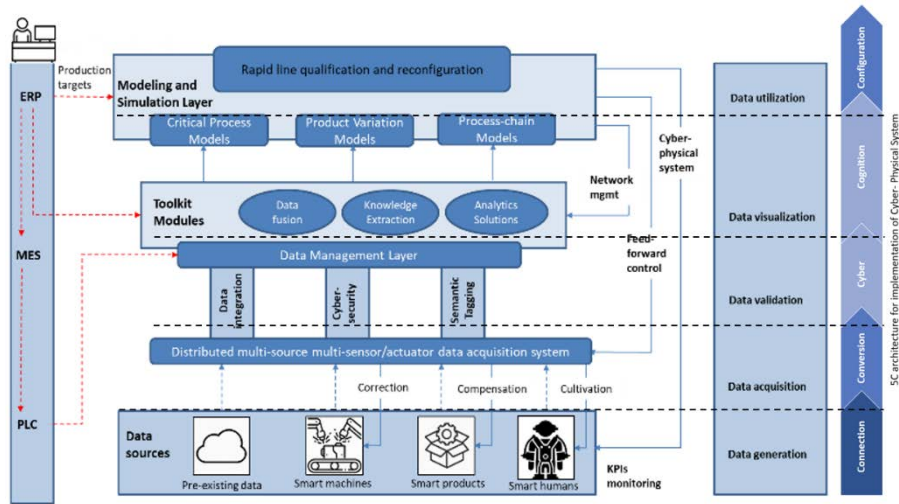 Production
targets
ERP
MES
PLC
Rapid line qualification and reconfiguration
Modeling and
Simulation Layer
Critical Process
Models
Product Variation
Models
Process-chain
Models
Cyber-
physical
system
Network
mgmt
Toolkit
Modules
Data
fusion
Knowledge
Extraction
Analytics
Solutions
Feed-
forward
control
Data Management Layer
Data
integration
Cyber-
security
Semantic
Tagging
Distributed multi-source multi-sensor/actuator data acquisition system
Correction
Compensation
Cultivation
Data
sources
Pre-existing data
Smart machines
Smart products
Smart humans
KPIs
monitoring
Data utilization
Data visualization
Data validation
Data acquisition
Data generation
Configuration
Cognition
Cyber
Conversion
Connection
5C architecture for implementation of Cyber- Physical System